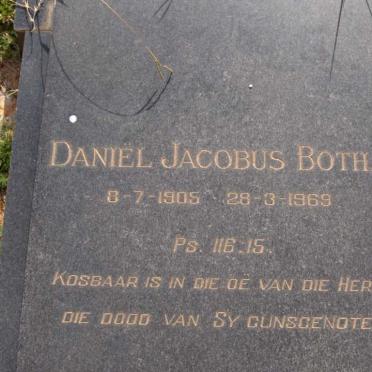 DANIËL JACOBUS BOTH
8-7-1905 28-3-1969
Ps. 116.15.
KOSBAAR IS IN DIE OË VAN DIE HER
DIE DOOD VAN SY GUNSGENOTE